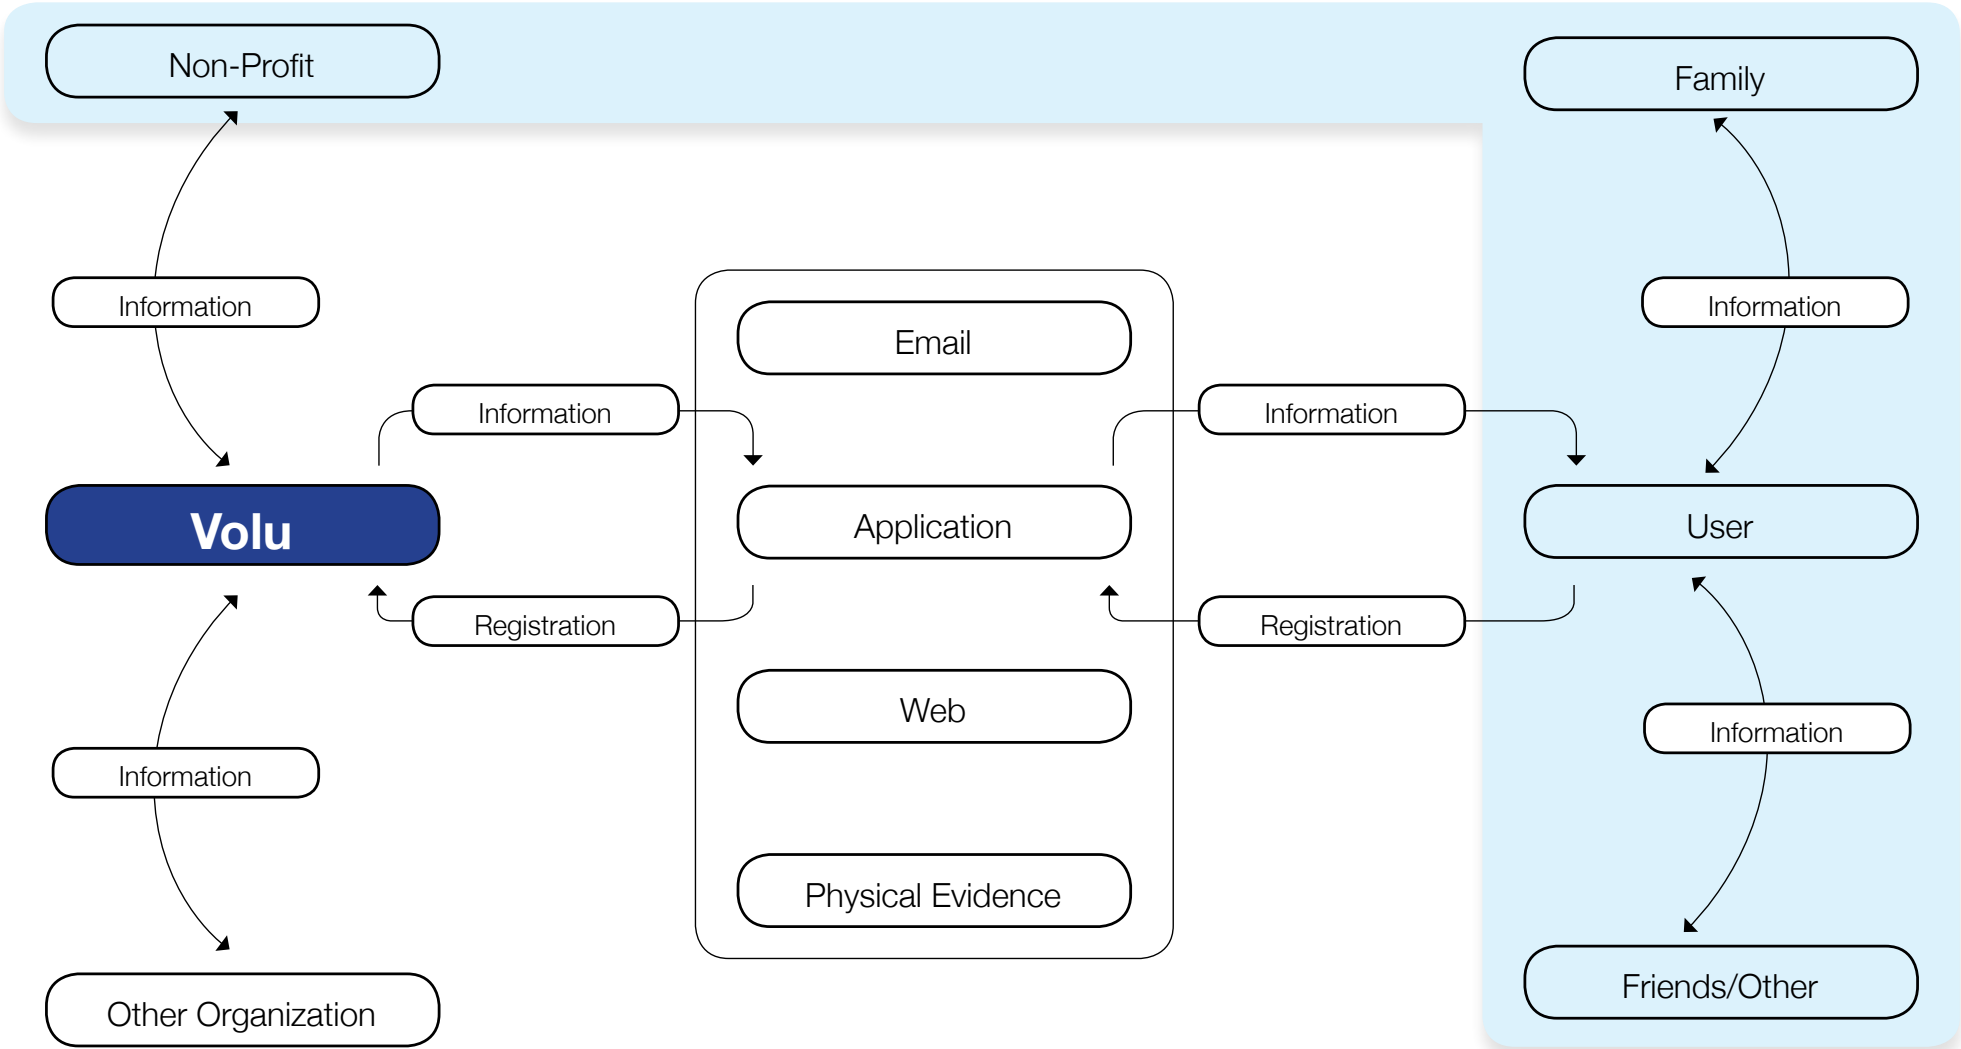 Non-Profit
Family
Information
Information
Email
Information
Information
Volu
Application
User
Registration
Registration
Web
Information
Information
Physical Evidence
Friends/Other
Other Organization